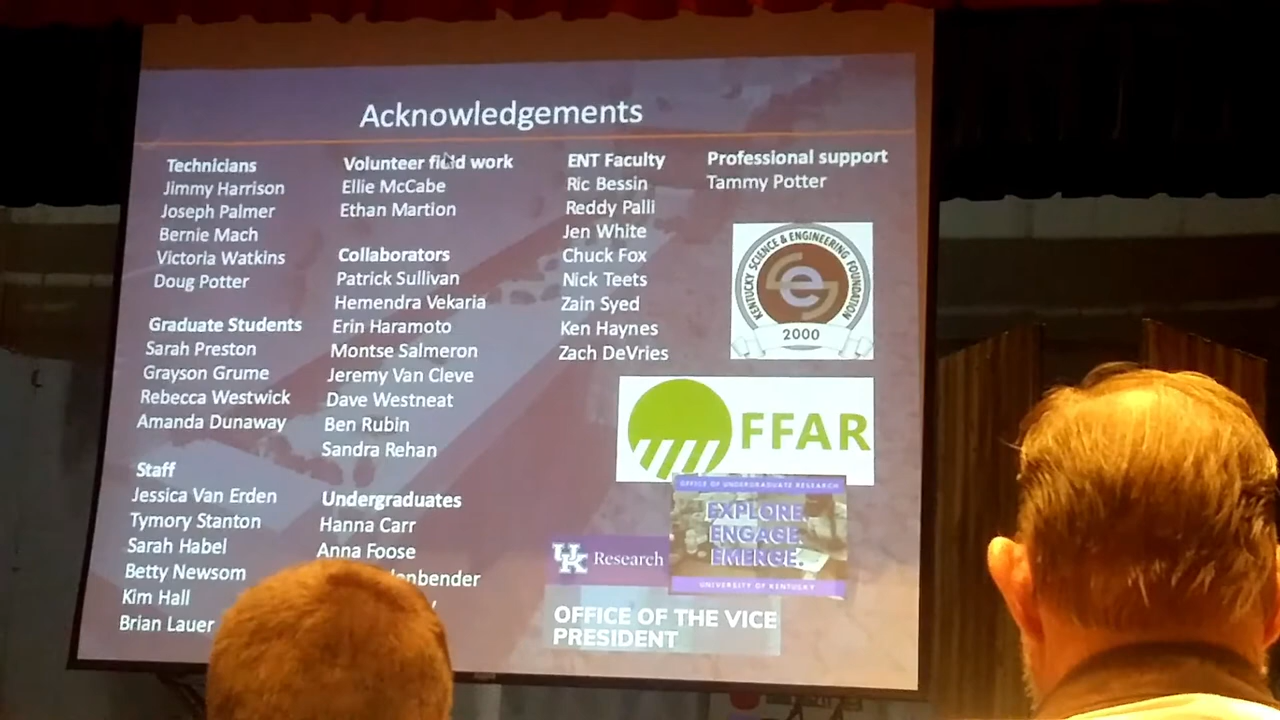 Acknowledgements
Technicians
Jimmy Harrison
Joseph Palmer
Bernie Mach
Victoria Watkins
Doug Potter
Graduate Students
Sarah Preston
Grayson Grume
Rebecca Westwick
Amanda Dunaway
Staff
Jessica Van Erden
Tymory Stanton
Sarah Habel
Betty Newsom
Kim Hall
Brian Lauer
Volunteer field work
Ellie McCabe
Ethan Martion
Collaborators
Patrick Sullivan
Hemendra Vekaria
Erin Haramoto
Montse Salmeron
Jeremy Van Cleve
Dave Westneat
Ben Rubin
Sandra Rehan
Undergraduates
Hanna Carr
Anna Foose
ENT Faculty
Ric Bessin
Reddy Palli
Jen White
Chuck Fox
Nick Teets
Zain Syed
Ken Haynes
Zach DeVries
Professional support
Tammy Potter
KENTUCKY SCIENCE & ENGINEERING FOUNDATION
2000
FFAR
OFFICE OF UNDERGRADUATE RESEARCH
EXPLORE.
ENGAGE.
EMERGE.
UNIVERSITY OF KENTUCKY
UK Research
OFFICE OF THE VICE
PRESIDENT